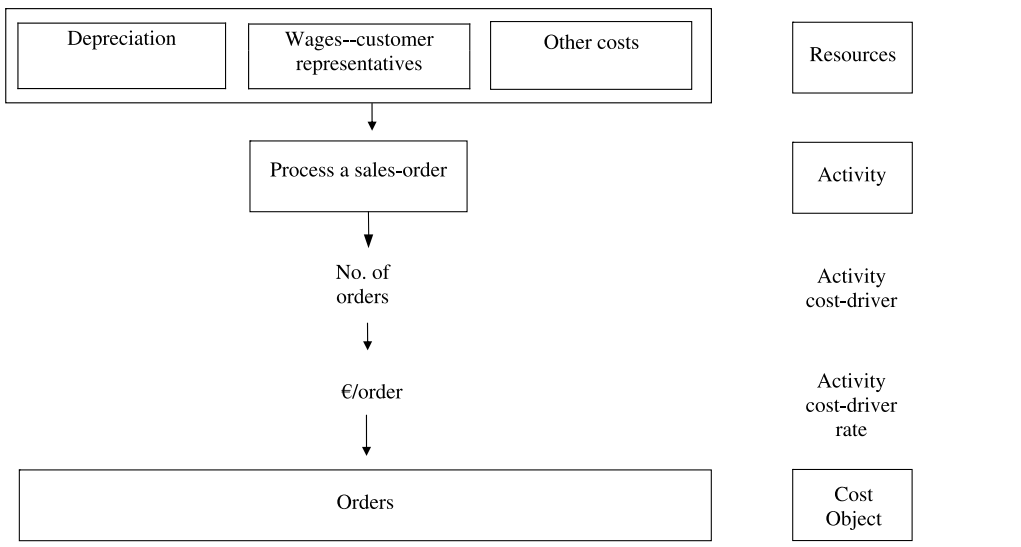 Depreciation
Wages--customer
representatives
Other costs
Resources
Process a sales-order
Activity
No. of
orders
Activity
cost-driver
€/order
Activity
cost-driver
rate
Orders
Cost
Object